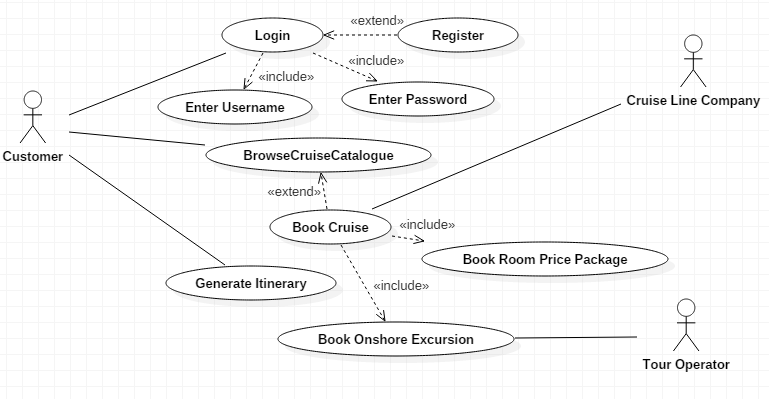 «extend»
Login
Register
«include»
«include»
Enter Password
Enter Username
Cruise Line Company
Customer
BrowseCruiseCatalogue
«extend»
Book Cruise
«include»
Book Room Price Package
Generate Itinerary
«include»
Book Onshore Excursion
Tour Operator